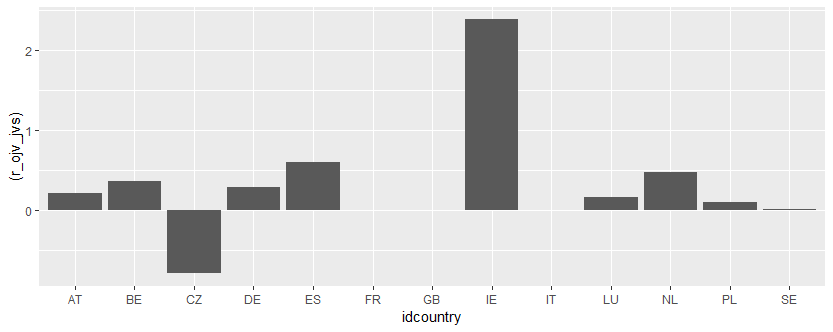 (r_ojv_jvs)
2
1
0
AT BE CZ DE ES FR GB IE IT LU NL PL SE
idcountry